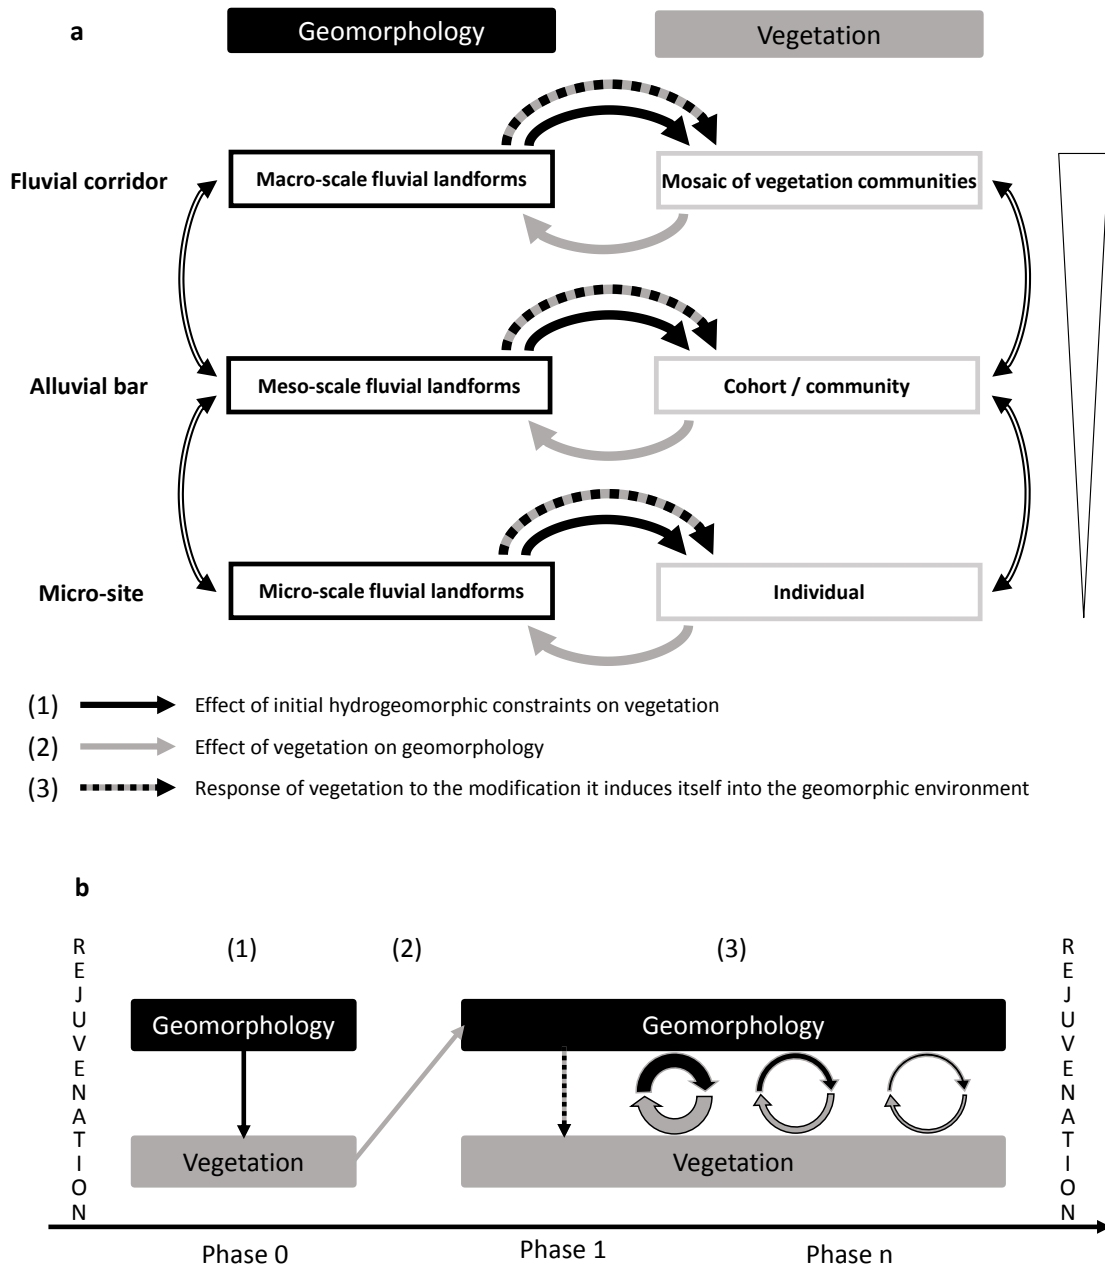 a
Geomorphology
Vegetation
Fluvial corridor
Macro-scale fluvial landforms
Mosaic of vegetation communities
Alluvial bar
Meso-scale fluvial landforms
Cohort / community
Micro-site
Micro-scale fluvial landforms
Individual
(1) Effect of initial hydrogeomorphic constraints on vegetation
(2) Effect of vegetation on geomorphology
(3) Response of vegetation to the modification it induces itself into the geomorphic environment
b
REJUVENATION
(1)
(2)
(3)
Geomorphology
Geomorphology
Vegetation
Vegetation
REJUVENATION
Phase 0
Phase 1
Phase n